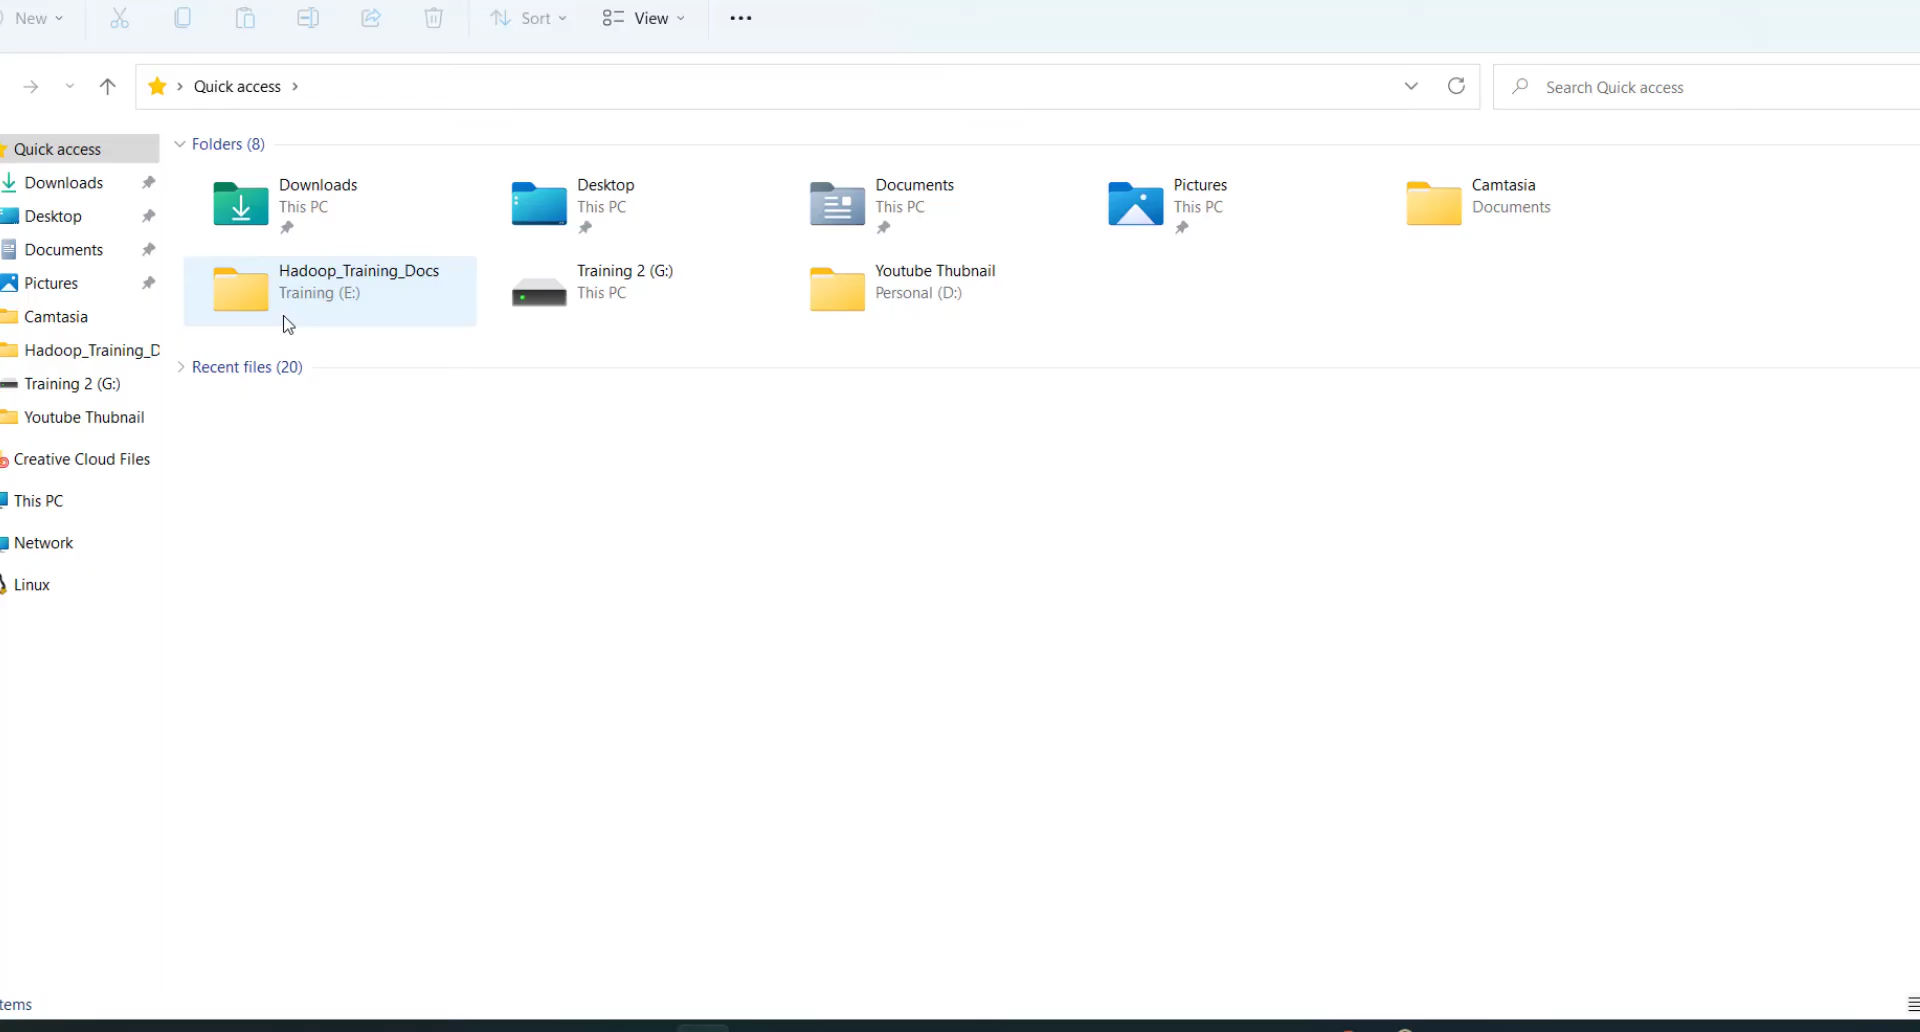 New
Sort
View
Quick access
Search Quick access
Quick access
Downloads
Desktop
Documents
Pictures
Camtasia
Hadoop_Training_D
Training 2 (G:)
Youtube Thubnail
Creative Cloud Files
This PC
Network
Linux
Folders (8)
Downloads
This PC
Desktop
This PC
Documents
This PC
Pictures
This PC
Camtasia
Documents
Hadoop_Training_Docs
Training (E:)
Training 2 (G:)
This PC
Youtube Thubnail
Personal (D:)
Recent files (20)
tems